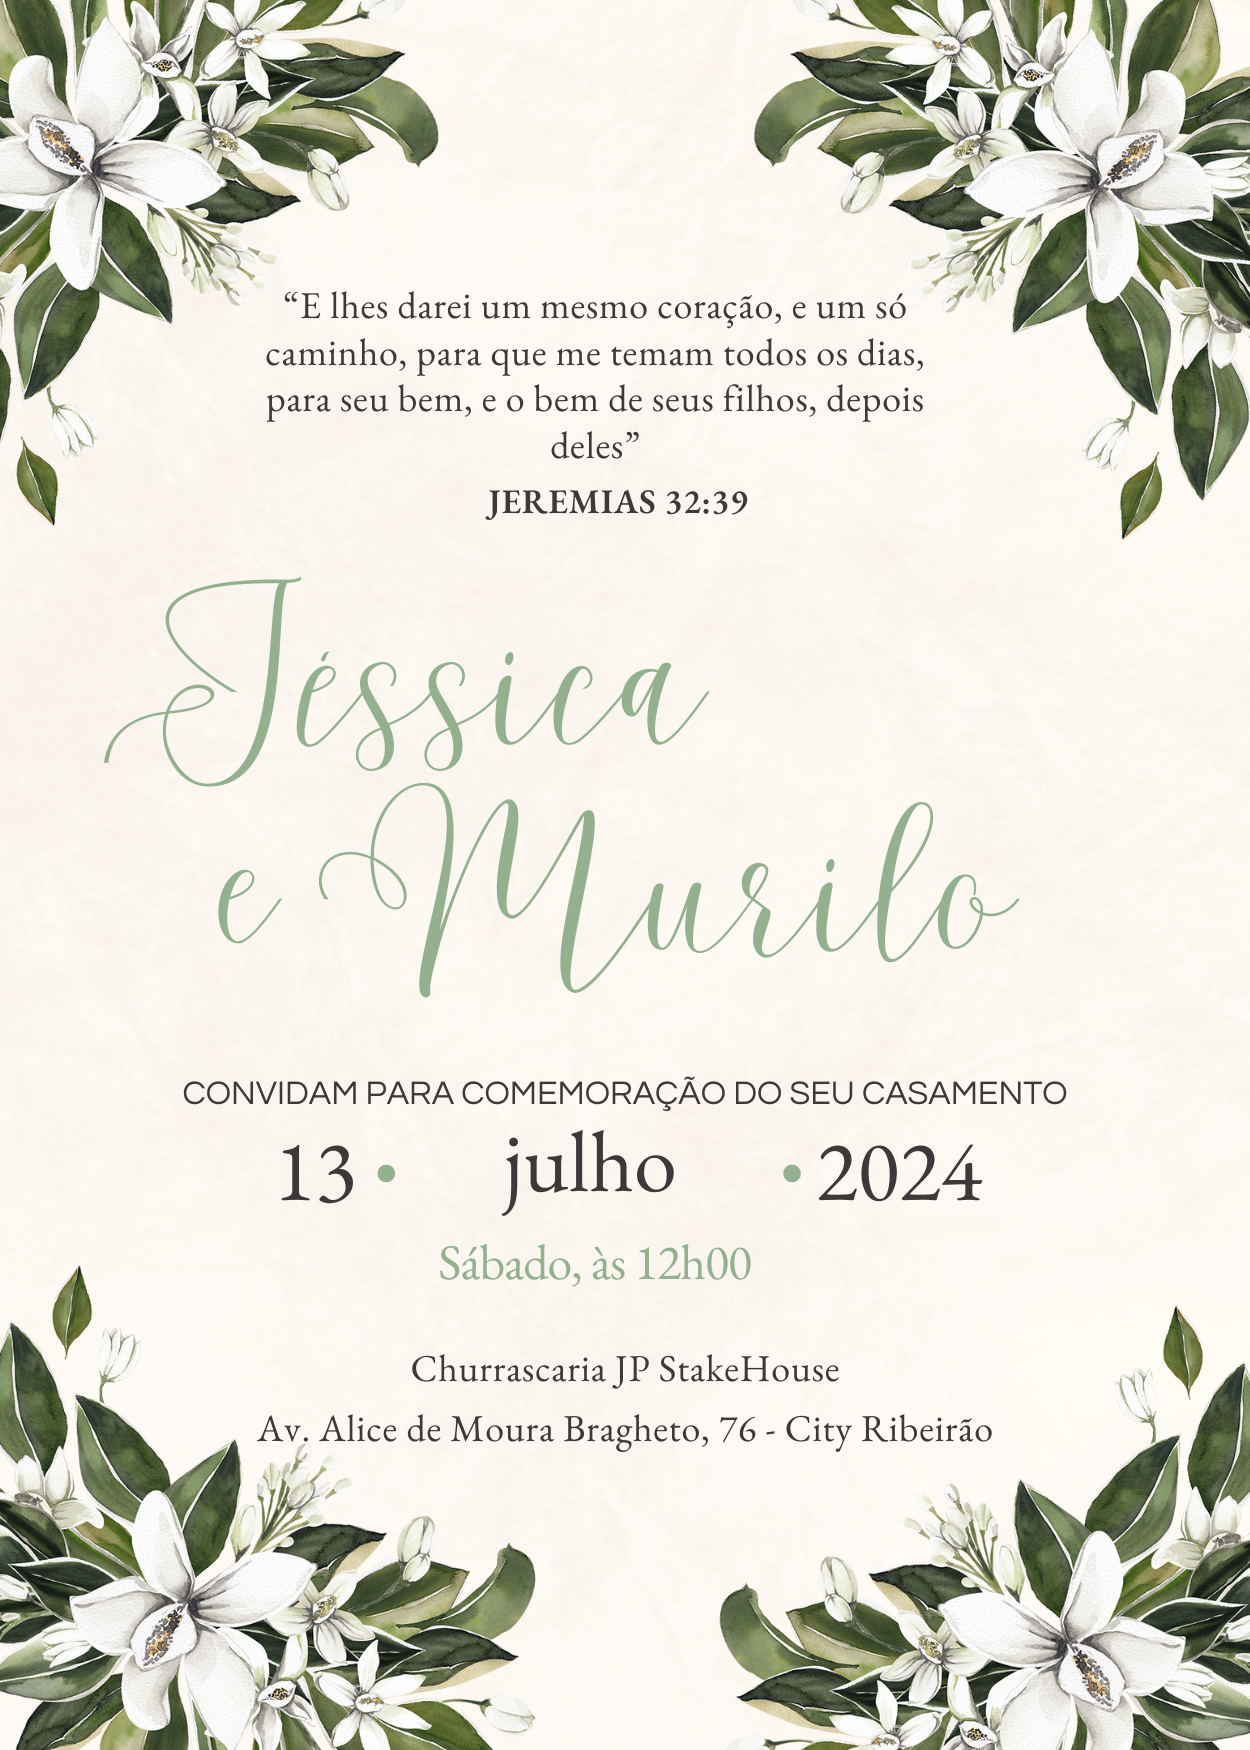 “E lhes darei um mesmo coração, e um só
caminho, para que me temam todos os dias,
para seu bem, e o bem de seus filhos, depois
deles”
JEREMIAS 32:39
Jéssica
e Murilo
CONVIDAM PARA COMEMORAÇÃO DO SEU CASAMENTO
13 • julho • 2024
Sábado, às 12h00
Churrascaria JP StakeHouse
Av. Alice de Moura Bragheto, 76 - City Ribeirão